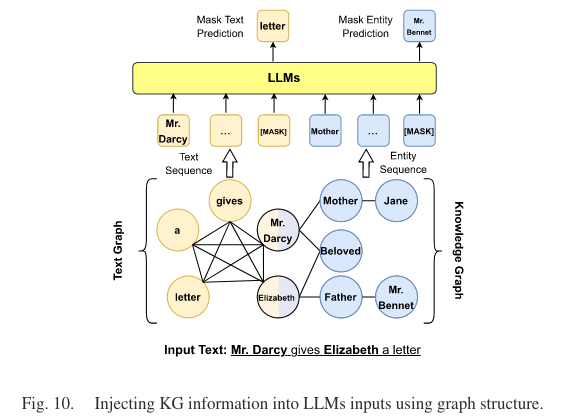 Mask Text
Prediction
letter
Mask Entity
Prediction
Mr.
Bennet
LLMs
Mr.
Darcy
...
[MASK]
Mother
...
[MASK]
Text
Sequence
Entity
Sequence
Text Graph
gives
a
letter
Mr.
Darcy
Elizabeth
Mother
Jane
Beloved
Father
Mr.
Bennet
Knowledge Graph
Input Text: Mr. Darcy gives Elizabeth a letter
Fig. 10. Injecting KG information into LLMs inputs using graph structure.